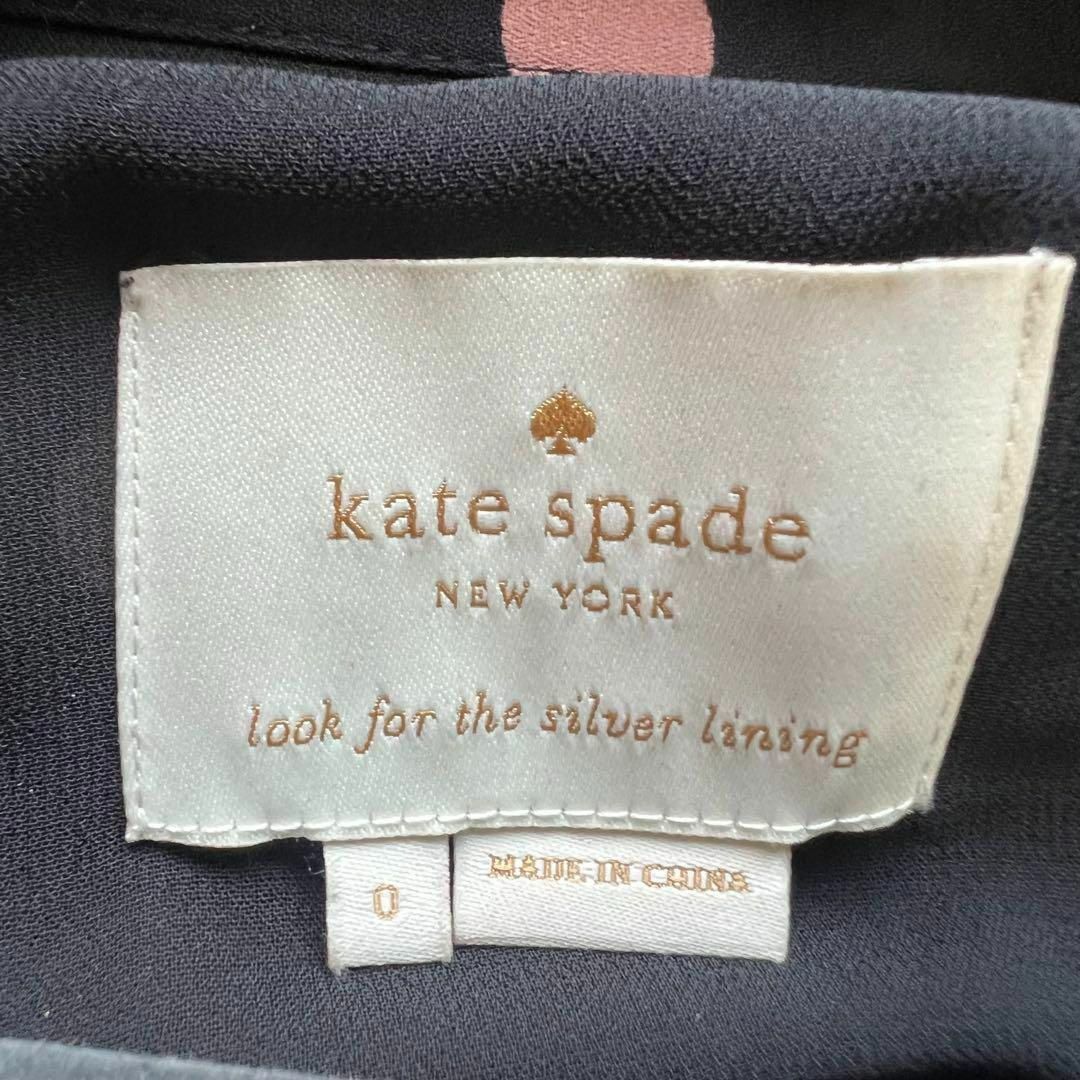 kate spade
NEW YORK
look for the silver lining
0
MADE IN CHINA